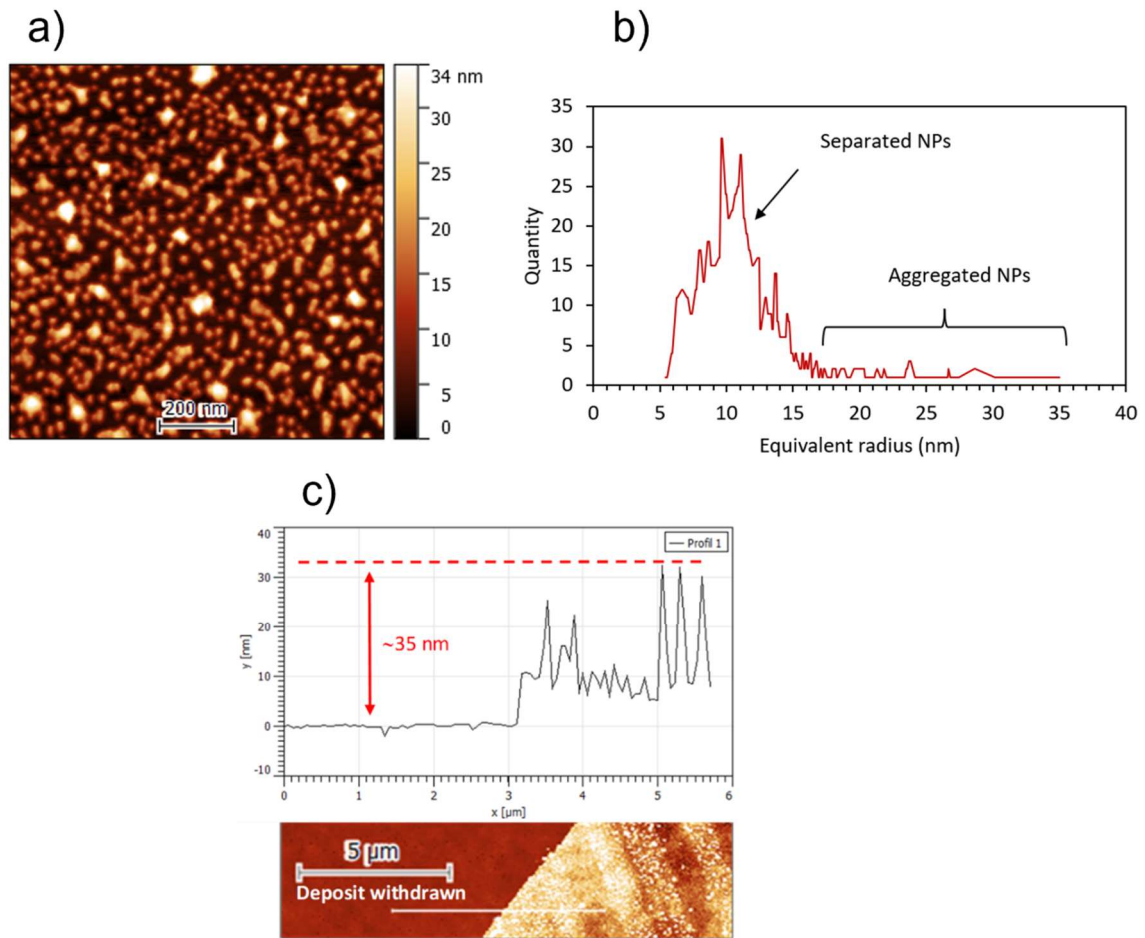 a)
34 nm
30
20
10
5
0
200 nm
b)
35
30
25
20
15
10
5
0
Quantity
Separated NPs
Aggregated NPs
0 5 10 15 20 25 30 35 40
Equivalent radius (nm)
c)
40
30
20
10
0
-10
y [nm]
Profil 1
~35 nm
0 1 2 3 4 5 6
x [µm]
5 µm
Deposit withdrawn